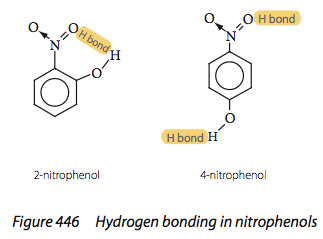 O O H bond
N H
O
2-nitrophenol
O O H bond
N
O
H bond H
4-nitrophenol
Figure 446 Hydrogen bonding in nitrophenols